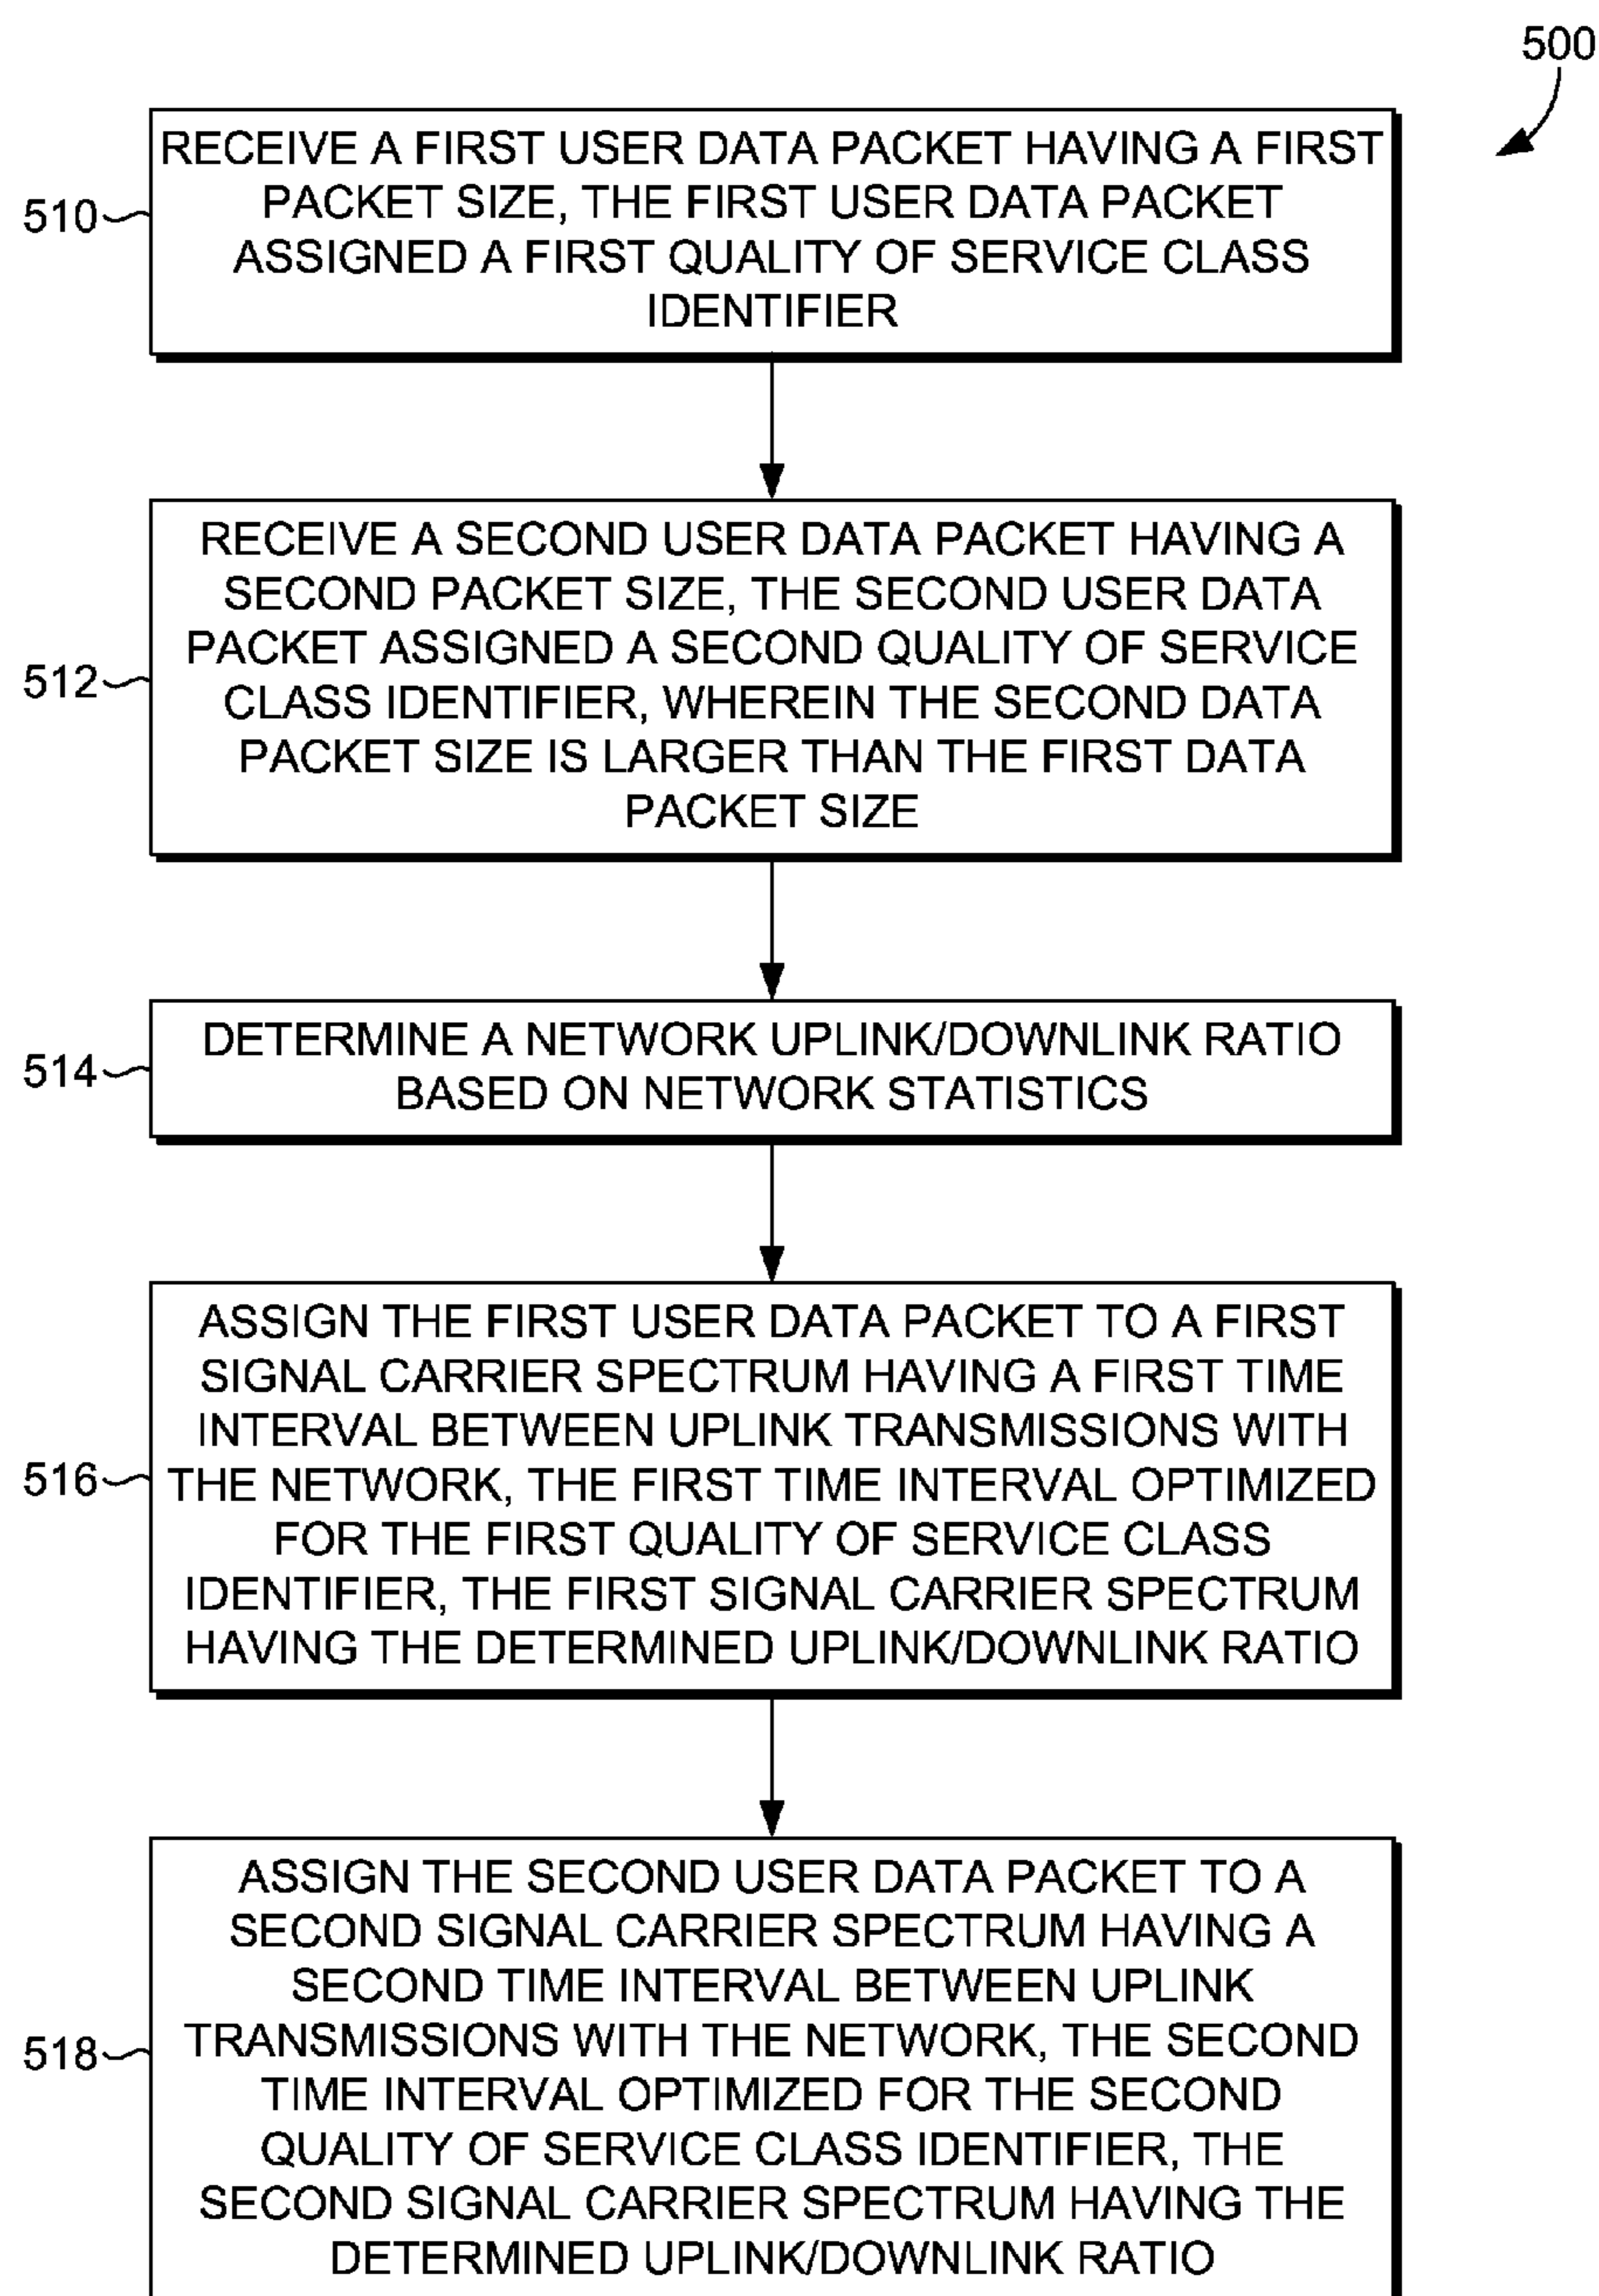 500
510
RECEIVE A FIRST USER DATA PACKET HAVING A FIRST
PACKET SIZE, THE FIRST USER DATA PACKET
ASSIGNED A FIRST QUALITY OF SERVICE CLASS
IDENTIFIER
512
RECEIVE A SECOND USER DATA PACKET HAVING A
SECOND PACKET SIZE, THE SECOND USER DATA
PACKET ASSIGNED A SECOND QUALITY OF SERVICE
CLASS IDENTIFIER, WHEREIN THE SECOND DATA
PACKET SIZE IS LARGER THAN THE FIRST DATA
PACKET SIZE
514
DETERMINE A NETWORK UPLINK/DOWNLINK RATIO
BASED ON NETWORK STATISTICS
516
ASSIGN THE FIRST USER DATA PACKET TO A FIRST
SIGNAL CARRIER SPECTRUM HAVING A FIRST TIME
INTERVAL BETWEEN UPLINK TRANSMISSIONS WITH
THE NETWORK, THE FIRST TIME INTERVAL OPTIMIZED
FOR THE FIRST QUALITY OF SERVICE CLASS
IDENTIFIER, THE FIRST SIGNAL CARRIER SPECTRUM
HAVING THE DETERMINED UPLINK/DOWNLINK RATIO
518
ASSIGN THE SECOND USER DATA PACKET TO A
SECOND SIGNAL CARRIER SPECTRUM HAVING A
SECOND TIME INTERVAL BETWEEN UPLINK
TRANSMISSIONS WITH THE NETWORK, THE SECOND
TIME INTERVAL OPTIMIZED FOR THE SECOND
QUALITY OF SERVICE CLASS IDENTIFIER, THE
SECOND SIGNAL CARRIER SPECTRUM HAVING THE
DETERMINED UPLINK/DOWNLINK RATIO